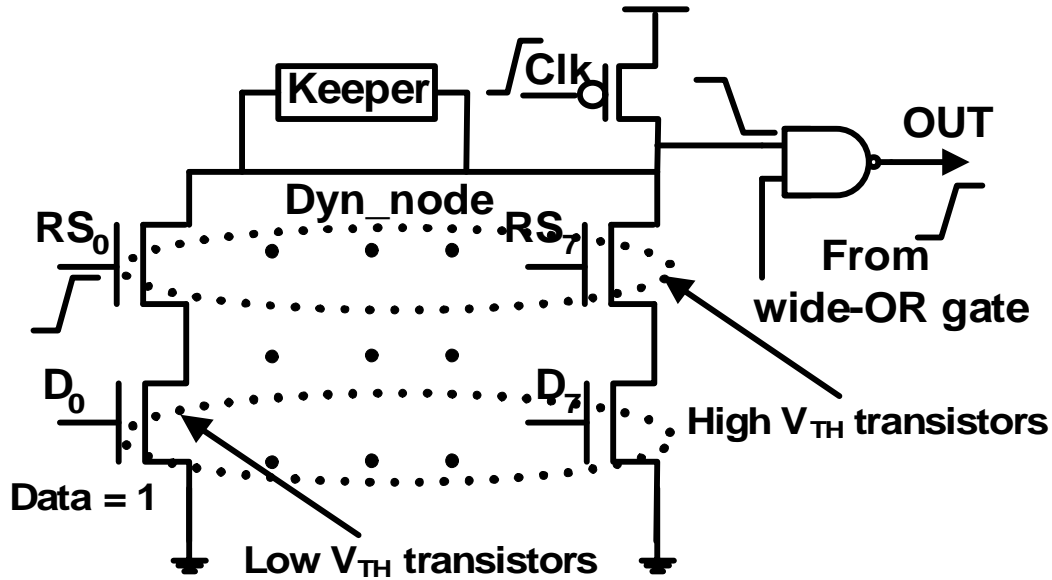 Keeper
Clk
OUT
Dyn_node
RS0
RS7
From
wide-OR gate
D0
D7
High VTH transistors
Data = 1
Low VTH transistors